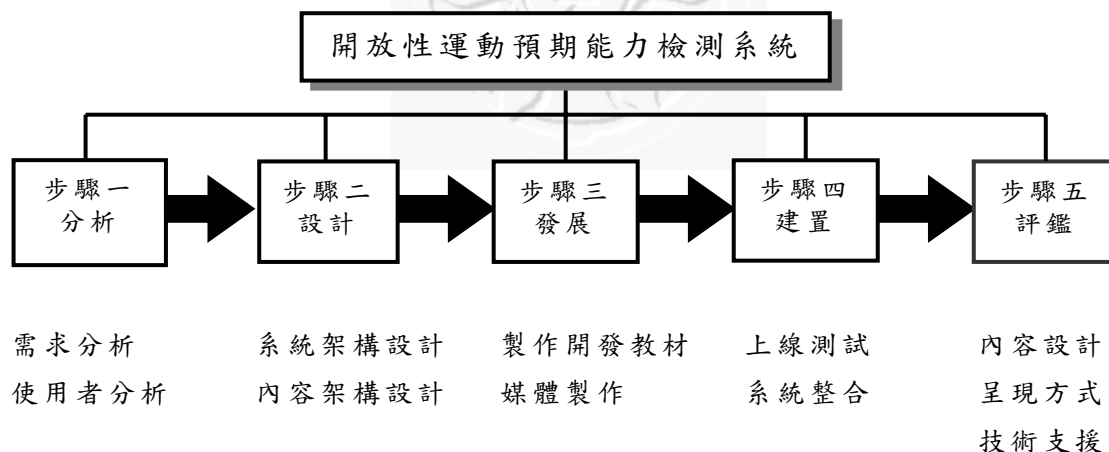 開放性運動預期能力檢測系統
步驟一
分析
步驟二
設計
步驟三
發展
步驟四
建置
步驟五
評鑑
需求分析
使用者分析
系統架構設計
內容架構設計
製作開發教材
媒體製作
上線測試
系統整合
內容設計
呈現方式
技術支援